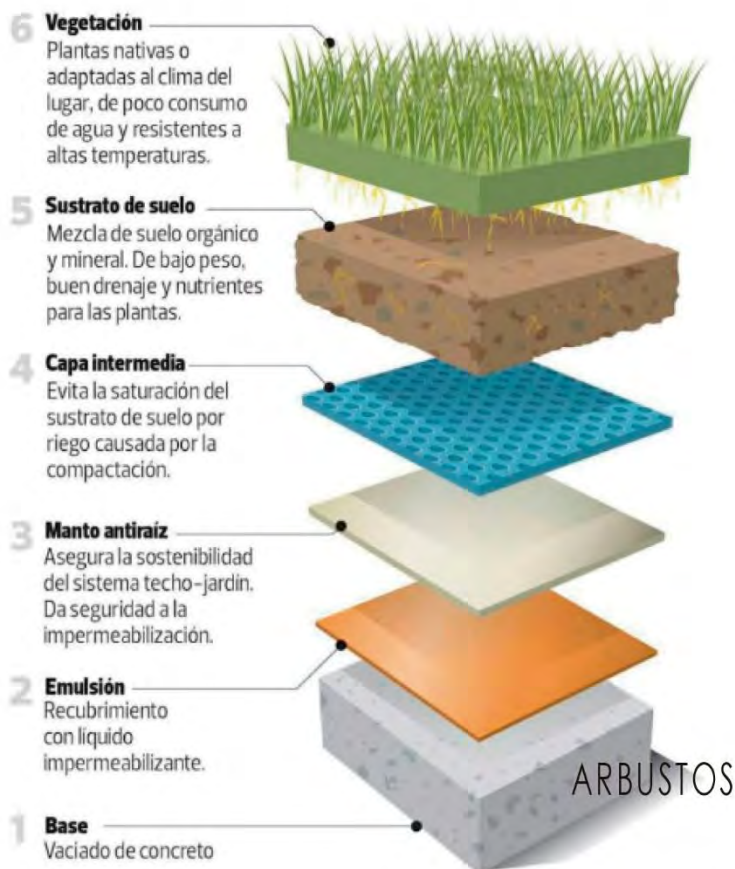 6 Vegetación
Plantas nativas o
adaptadas al clima del
lugar, de poco consumo
de agua y resistentes a
altas temperaturas.
5 Sustrato de suelo
Mezcla de suelo orgánico
y mineral. De bajo peso,
buen drenaje y nutrientes
para las plantas.
4 Capa intermedia
Evita la saturación del
sustrato de suelo por
riego causada por la
compactación.
3 Manto antiraíz
Asegura la sostenibilidad
del sistema techo-jardín.
Da seguridad a la
impermeabilización.
2 Emulsión
Recubrimiento
con líquido
impermeabilizante.
ARBUSTOS
1 Base
Vaciado de concreto